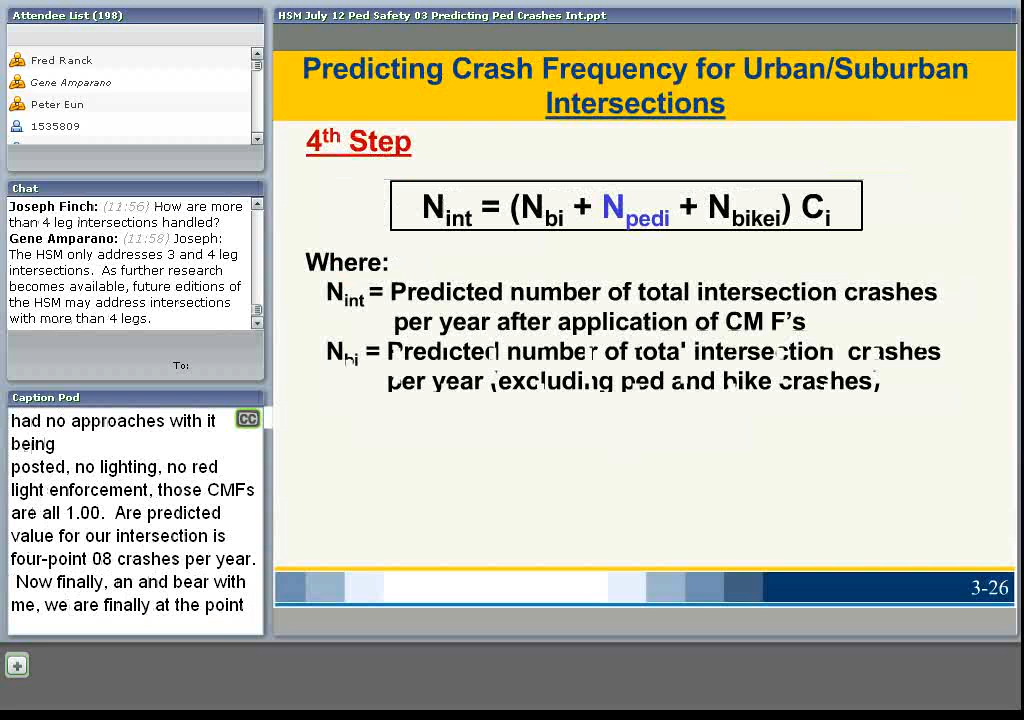 Attendee List (198)
Fred Ranck
Gene Amparano
Peter Eun
1535809
Chat
Joseph Finch: (11:56) How are more
than 4 leg intersections handled?
Gene Amparano: (11:58) Joseph:
The HSM only addresses 3 and 4 leg
intersections. As further research
becomes available, future editions of
the HSM may address intersections
with more than 4 legs.
To:
Caption Pod
had no approaches with it
being
posted, no lighting, no red
light enforcement, those CMFs
are all 1.00. Are predicted
value for our intersection is
four-point 08 crashes per year.
Now finally, an and bear with
me, we are finally at the point
CC
HSM July 12 Ped Safety 03 Predicting Ped Crashes Int.ppt
Predicting Crash Frequency for Urban/Suburban
Intersections
4th Step
Nint = (Nbi + Npedi + Nbikei) Ci
Where:
Nint = Predicted number of total intersection crashes
per year after application of CM F's
Nbi = Predicted number of total intersection crashes
per year (excluding ped and bike crashes)
3-26